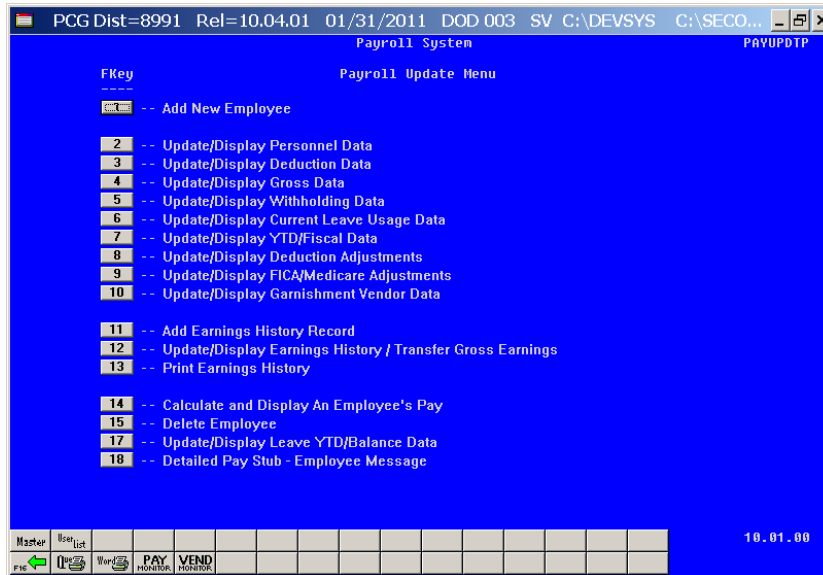 PCG Dist=8991 Rel=10.04.01 01/31/2011 DOD 003 SV C:\DEVSYS C:\SECO...
Payroll System PAYUPDTP
FKey Payroll Update Menu
----
1 -- Add New Employee
2 -- Update/Display Personnel Data
3 -- Update/Display Deduction Data
4 -- Update/Display Gross Data
5 -- Update/Display Withholding Data
6 -- Update/Display Current Leave Usage Data
7 -- Update/Display YTD/Fiscal Data
8 -- Update/Display Deduction Adjustments
9 -- Update/Display FICA/Medicare Adjustments
10 -- Update/Display Garnishment Vendor Data
11 -- Add Earnings History Record
12 -- Update/Display Earnings History / Transfer Gross Earnings
13 -- Print Earnings History
14 -- Calculate and Display An Employee's Pay
15 -- Delete Employee
17 -- Update/Display Leave YTD/Balance Data
18 -- Detailed Pay Stub - Employee Message
Master User list 10.01.00
F16 Que Word PAY MONITOR VEND MONITOR